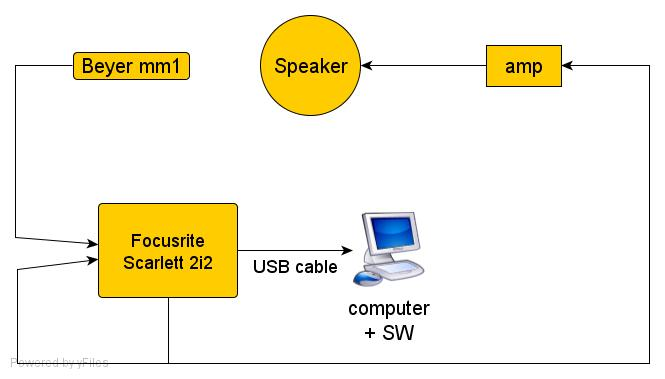 Beyer mm1
Speaker
amp
Focusrite
Scarlett 2i2
USB cable
computer
+ SW
Powered by yFiles